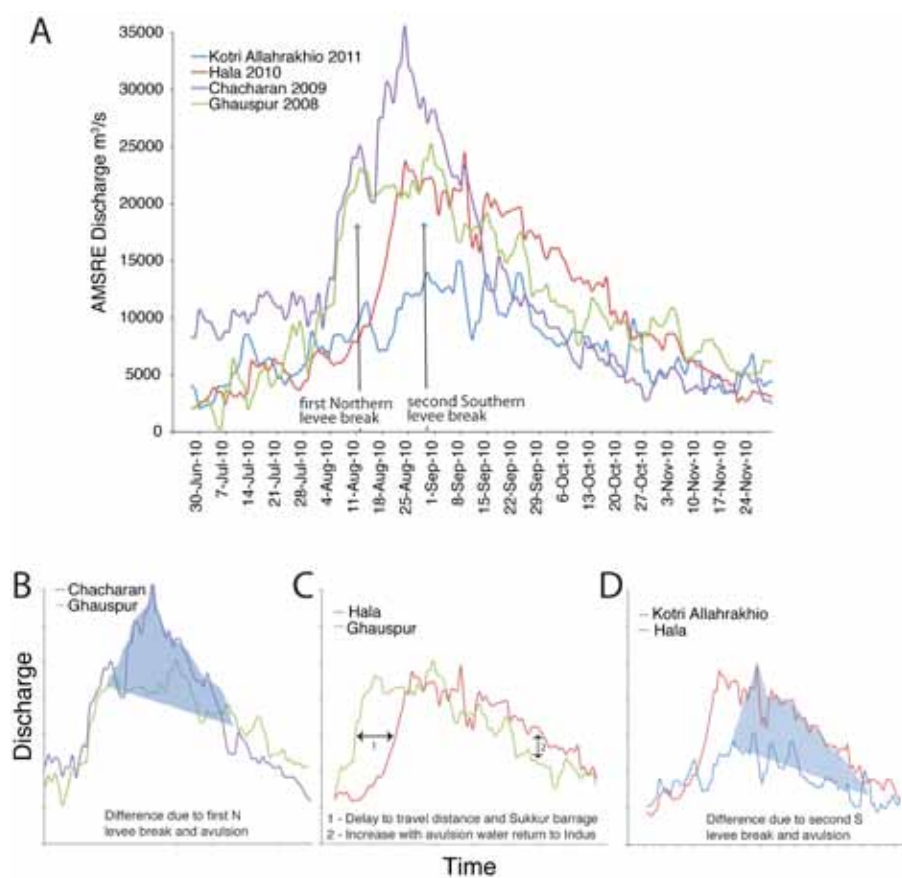 A
35000
30000
25000
20000
15000
10000
5000
0
AMSRE Discharge m³/s
Kotri Allahrakhio 2011
Hala 2010
Chacharan 2009
Ghauspur 2008
first Northern
levee break
second Southern
levee break
30-Jun-10
7-Jul-10
14-Jul-10
21-Jul-10
28-Jul-10
4-Aug-10
11-Aug-10
18-Aug-10
25-Aug-10
1-Sep-10
8-Sep-10
15-Sep-10
22-Sep-10
29-Sep-10
6-Oct-10
13-Oct-10
20-Oct-10
27-Oct-10
3-Nov-10
10-Nov-10
17-Nov-10
24-Nov-10
B
Chacharan
Ghauspur
Discharge
Difference due to first N
levee break and avulsion
C
Hala
Ghauspur
1
2
1 - Delay to travel distance and Sukkur barrage
2 - Increase with avulsion water return to Indus
D
Kotri Allahrakhio
Hala
Difference due to second S
levee break and avulsion
Time